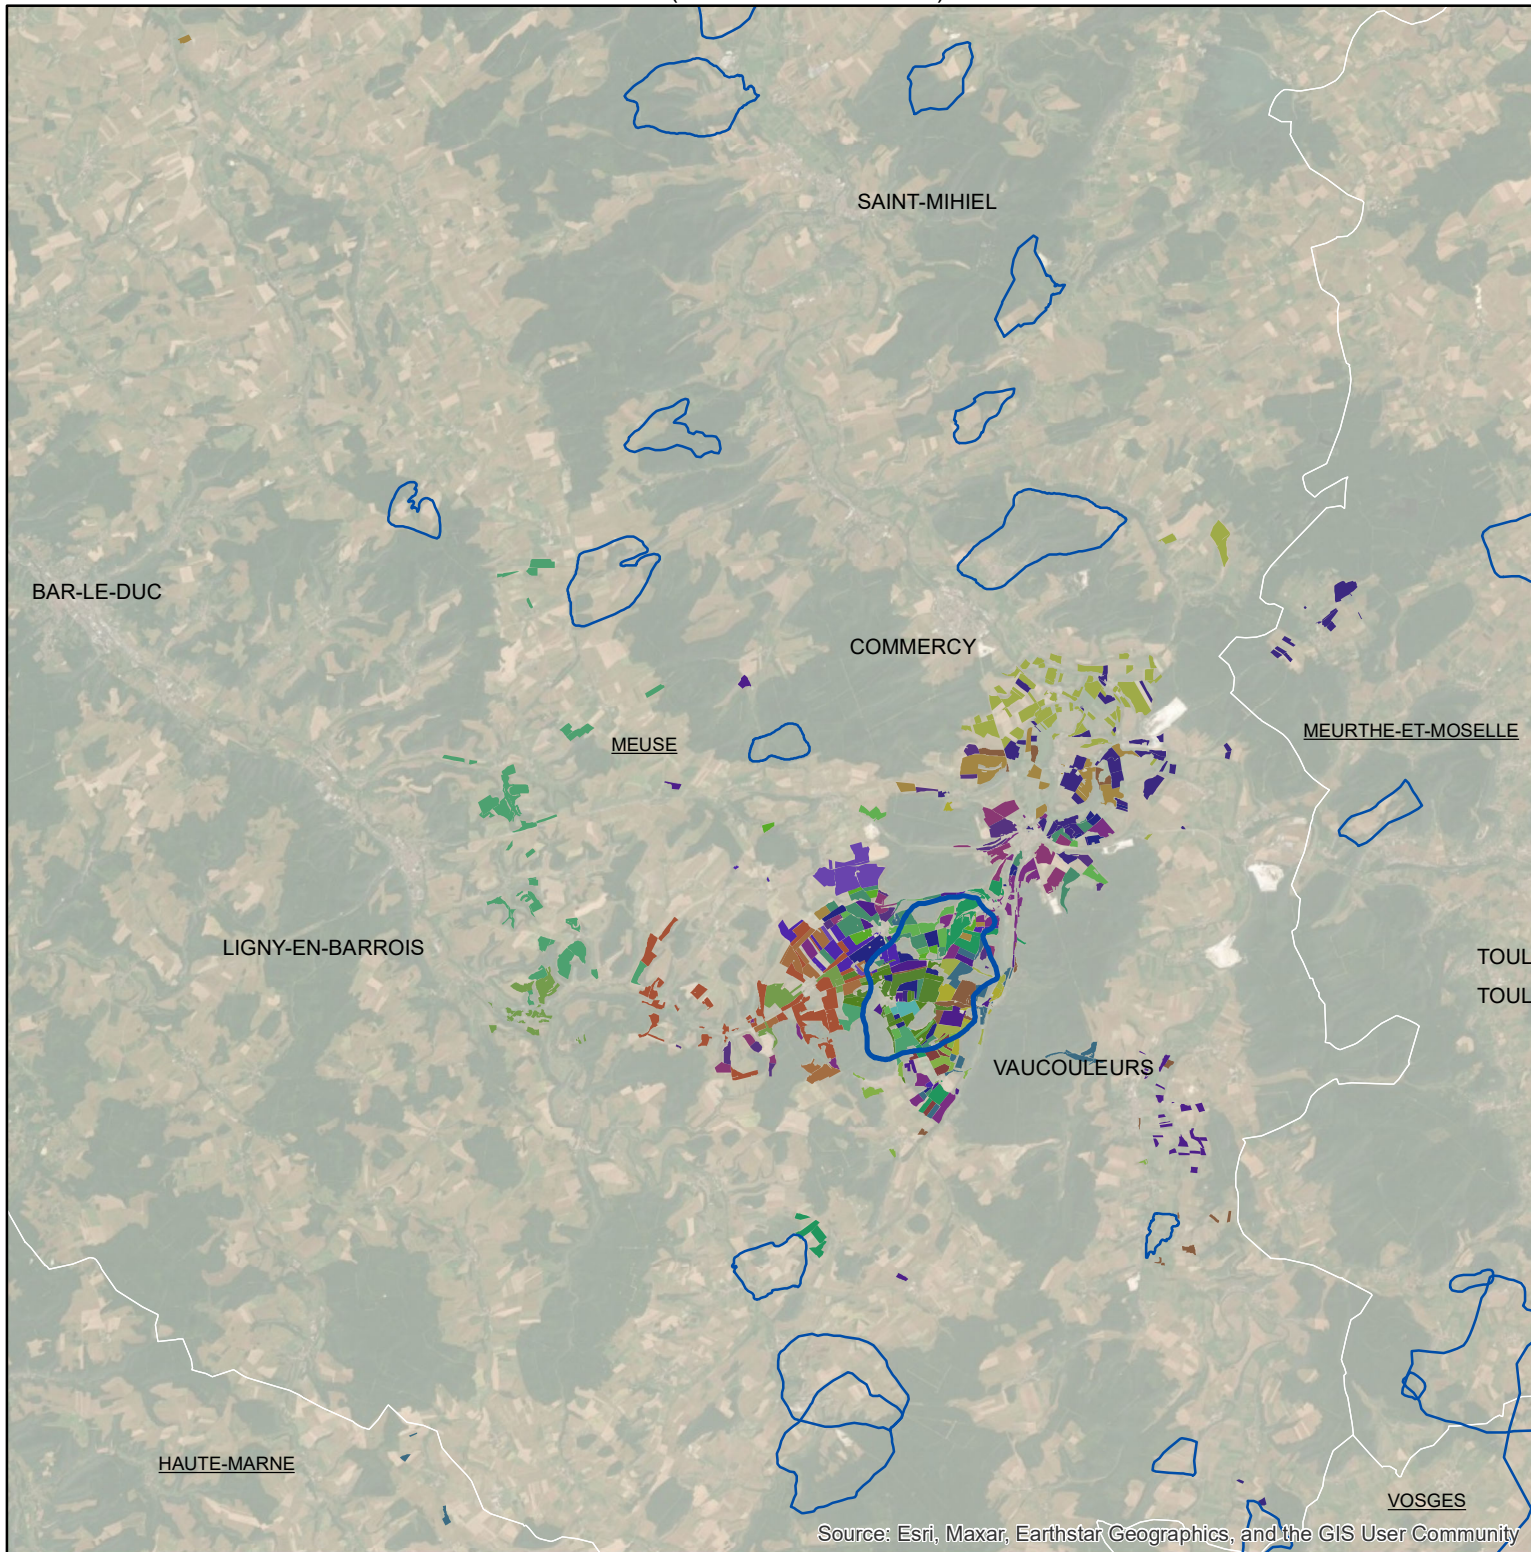 SAINT-MIHIEL
BAR-LE-DUC
COMMERCY
MEUSE
MEURTHE-ET-MOSELLE
LIGNY-EN-BARROIS
TOUL
TOUL
VAUCOULEURS
HAUTE-MARNE
VOSGES
Source: Esri, Maxar, Earthstar Geographics, and the GIS User Community